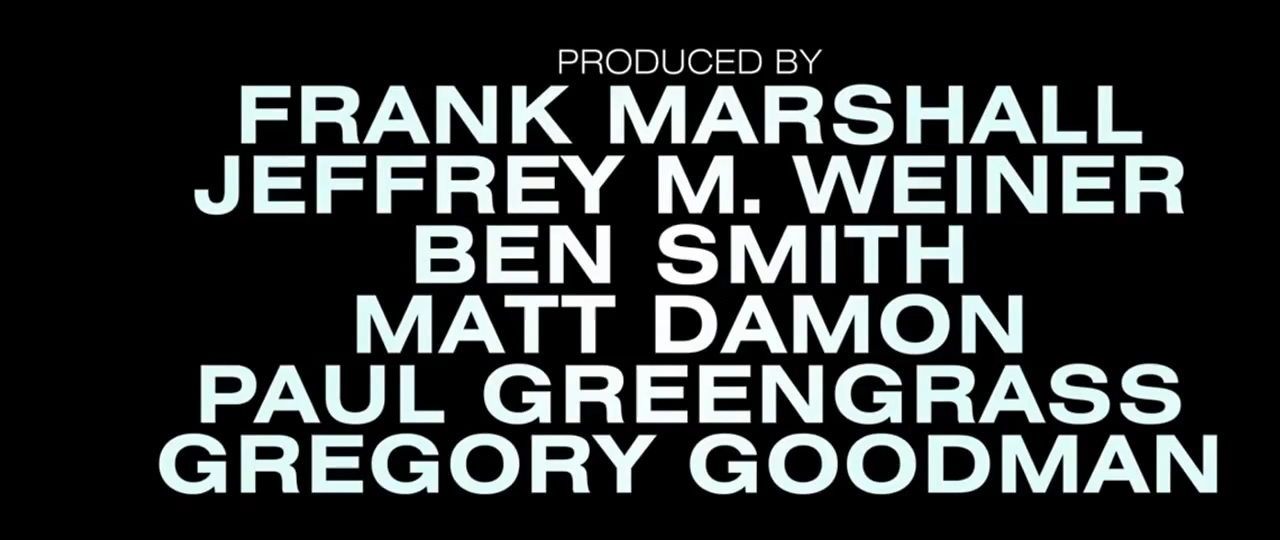 PRODUCED BY
FRANK MARSHALL
JEFFREY M. WEINER
BEN SMITH
MATT DAMON
PAUL GREENGRASS
GREGORY GOODMAN